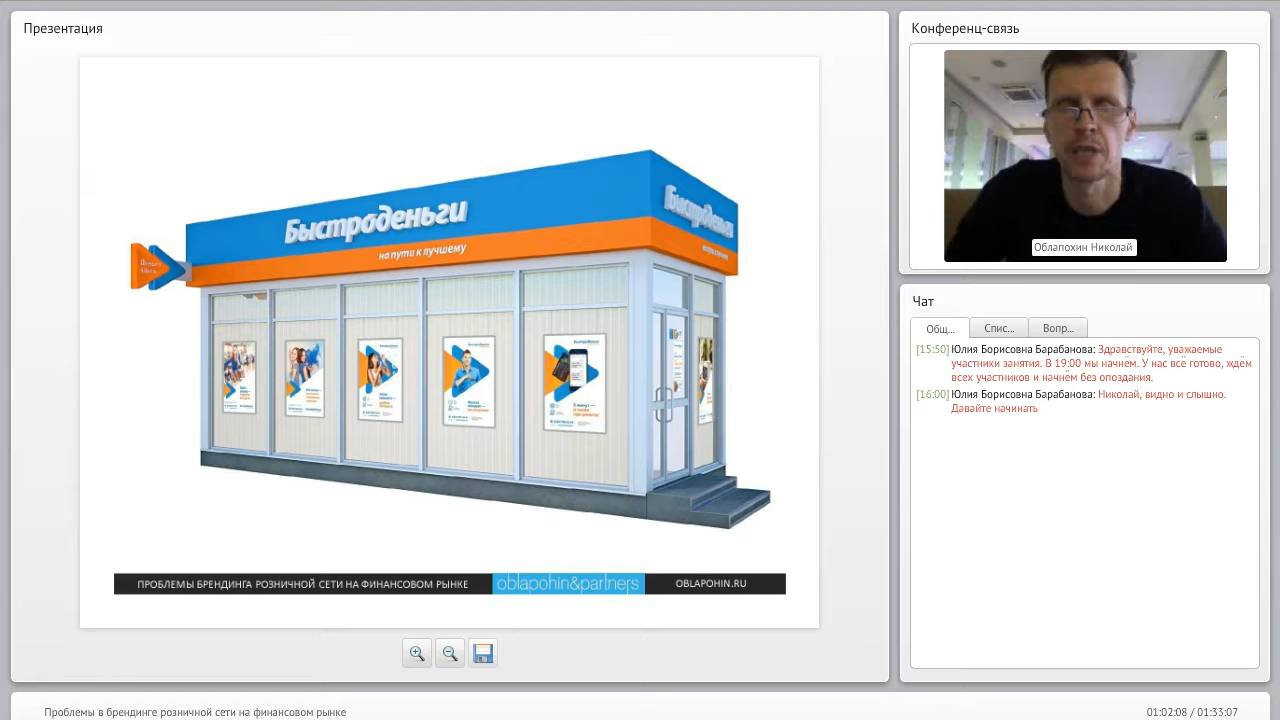 Презентация
Быстроденьги
на пути к лучшему
Быстроденьги
ПРОБЛЕМЫ БРЕНДИНГА РОЗНИЧНОЙ СЕТИ НА ФИНАНСОВОМ РЫНКЕ
oblapohin&partners
OBLAPOHIN.RU
Конференц-связь
Облапохин Николай
Чат
Общ...
Спис...
Вопр...
[15:50] Юлия Борисовна Барабанова: Здравствуйте, уважаемые
участники занятия. В 19:00 мы начнём. У нас всё готово, ждём
всех участников и начнём без опоздания.
[16:00] Юлия Борисовна Барабанова: Николай, видно и слышно.
Давайте начинать
Проблемы в брендинге розничной сети на финансовом рынке
01:02:08 / 01:33:07